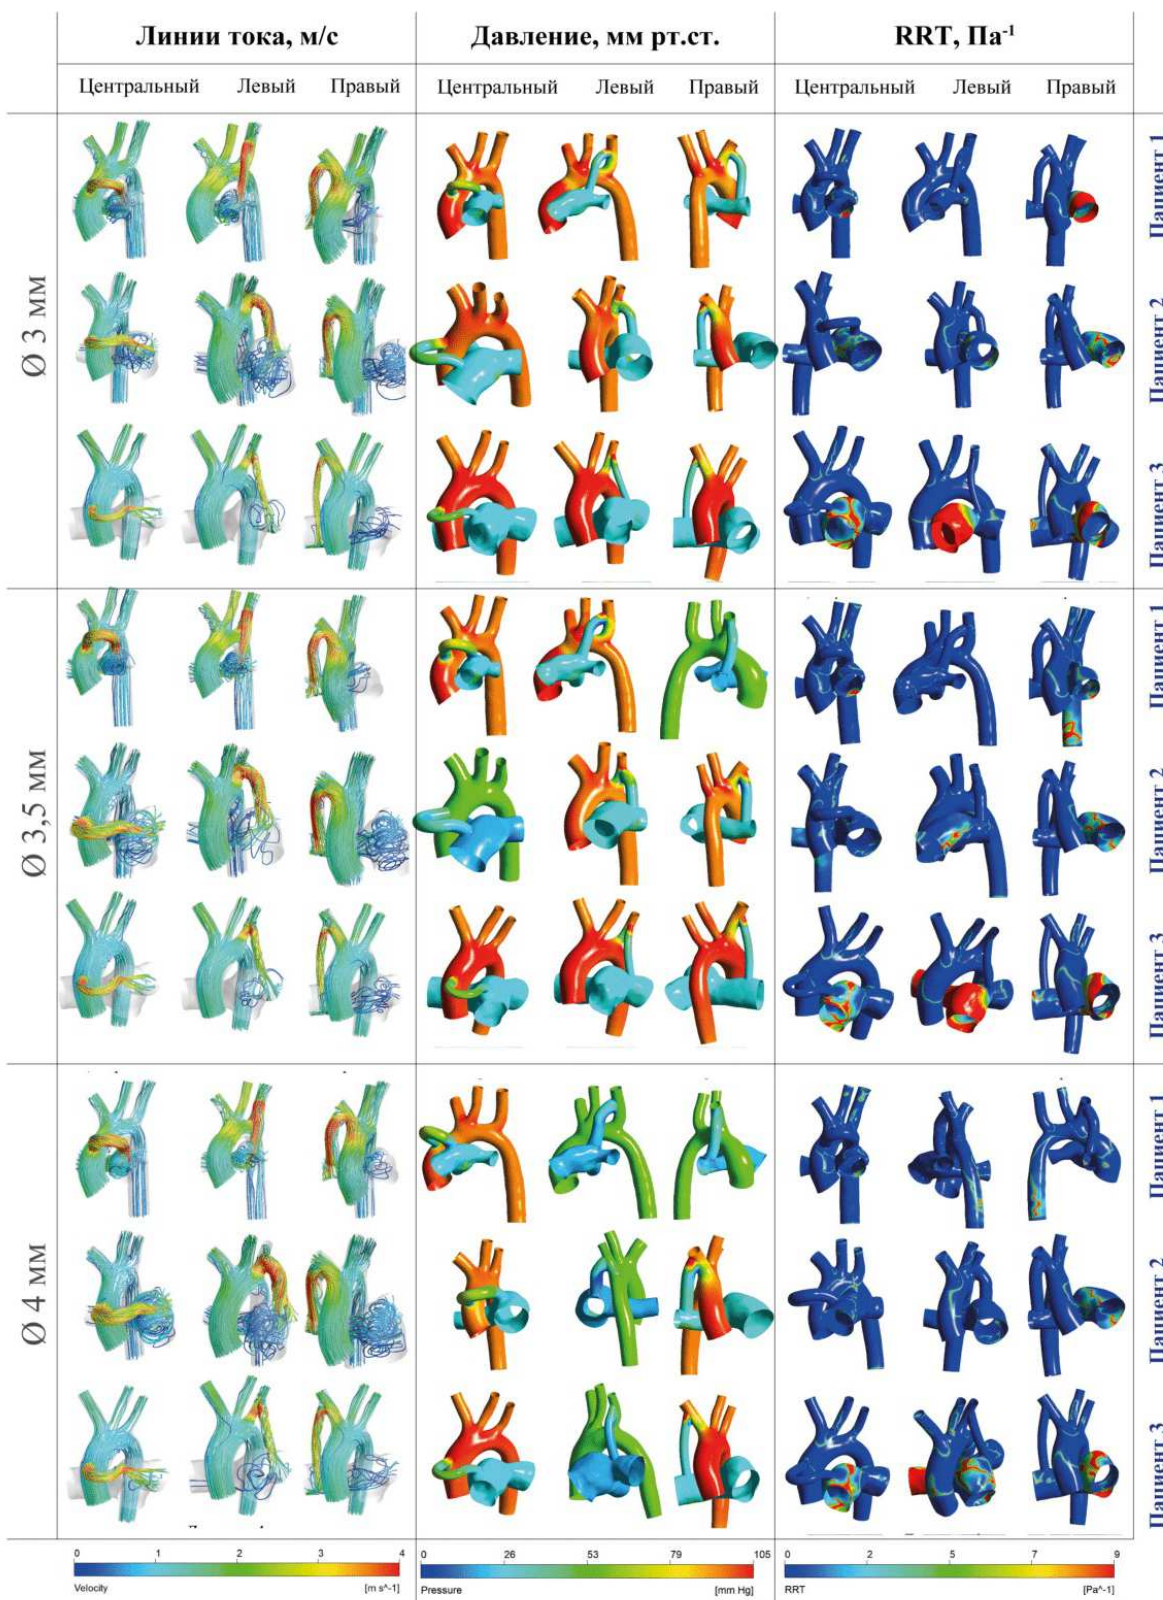 Линии тока, м/с
Давление, мм рт.ст.
RRT, Па⁻¹
Центральный
Левый
Правый
Центральный
Левый
Правый
Центральный
Левый
Правый
Ø 3 мм
Пациент 1
Пациент 2
Пациент 3
Ø 3,5 мм
Пациент 1
Пациент 2
Пациент 3
Ø 4 мм
Пациент 1
Пациент 2
Пациент 3
0 1 2 3 4
Velocity [m s^-1]
0 26 53 79 105
Pressure [mm Hg]
0 2 5 7 9
RRT [Pa^-1]